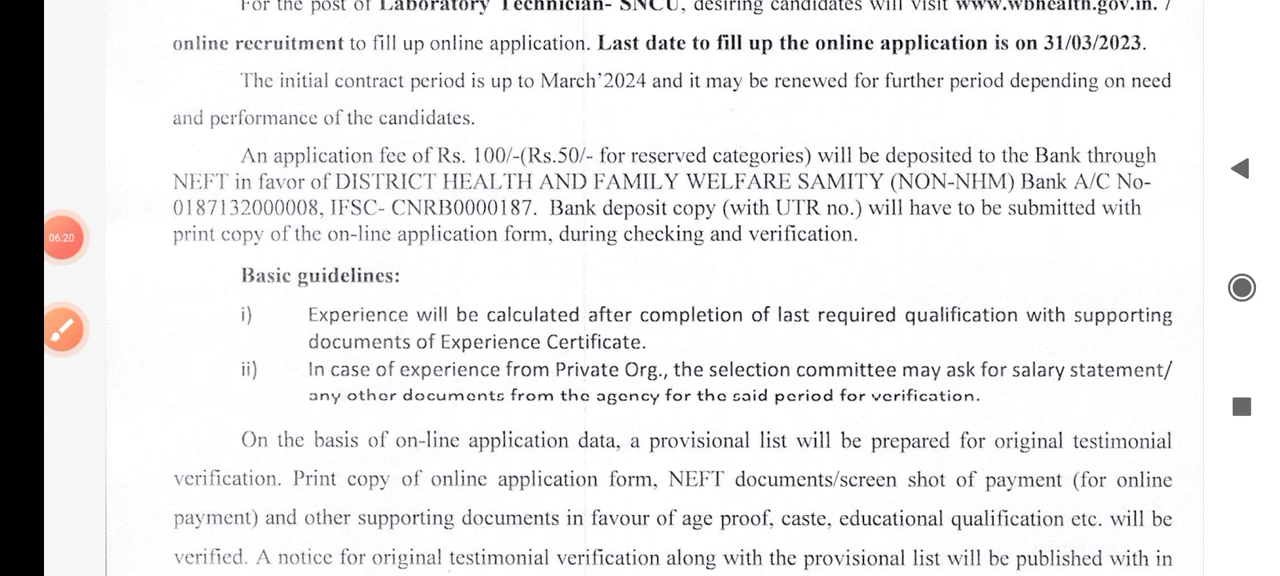 For the post of Laboratory Technician- SNCU, desiring candidates will visit www.wbhealth.gov.in. /
online recruitment to fill up online application. Last date to fill up the online application is on 31/03/2023.
The initial contract period is up to March'2024 and it may be renewed for further period depending on need
and performance of the candidates.
An application fee of Rs. 100/-(Rs.50/- for reserved categories) will be deposited to the Bank through
NEFT in favor of DISTRICT HEALTH AND FAMILY WELFARE SAMITY (NON-NHM) Bank A/C No-
0187132000008, IFSC- CNRB0000187. Bank deposit copy (with UTR no.) will have to be submitted with
06:20
print copy of the on-line application form, during checking and verification.
Basic guidelines:
i) Experience will be calculated after completion of last required qualification with supporting
documents of Experience Certificate.
ii) In case of experience from Private Org., the selection committee may ask for salary statement/
any other documents from the agency for the said period for verification.
On the basis of on-line application data, a provisional list will be prepared for original testimonial
verification. Print copy of online application form, NEFT documents/screen shot of payment (for online
payment) and other supporting documents in favour of age proof, caste, educational qualification etc. will be
verified. A notice for original testimonial verification along with the provisional list will be published with in